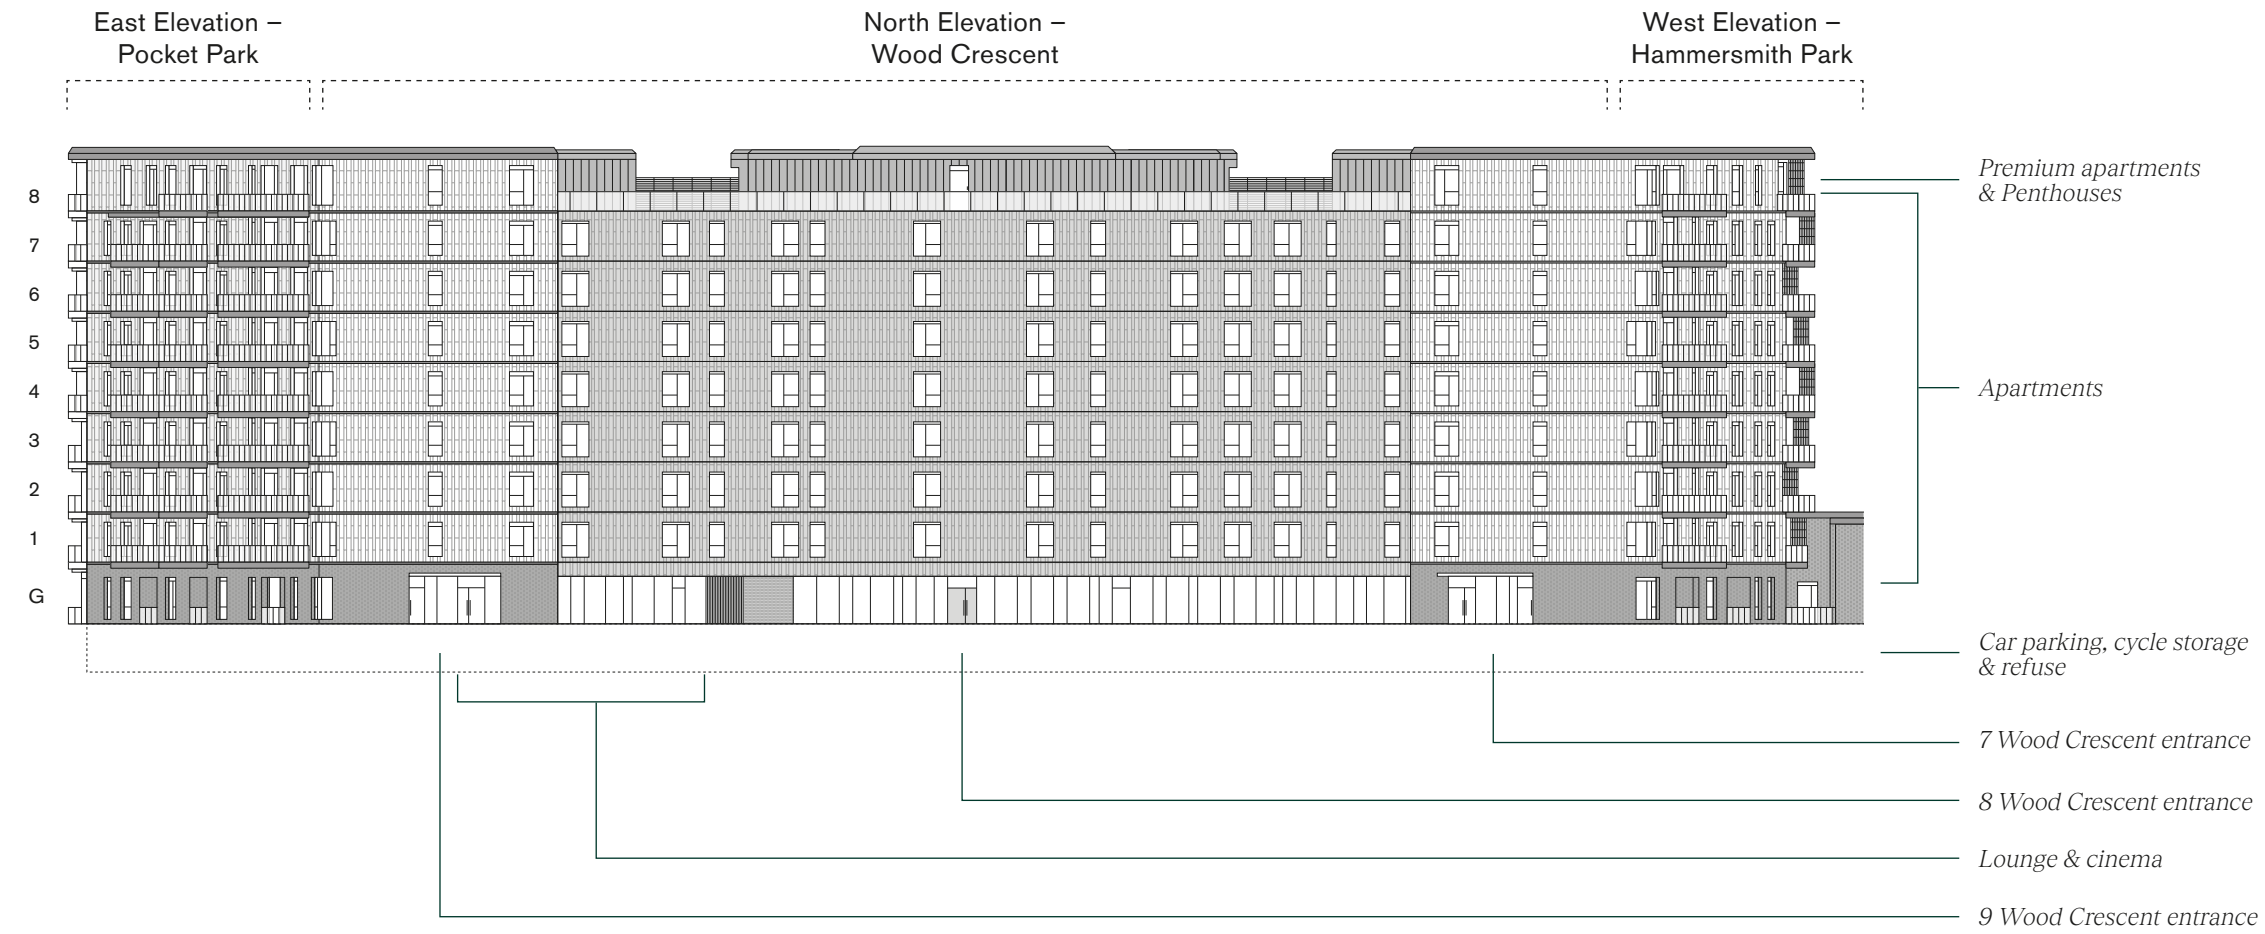 East Elevation –
Pocket Park
North Elevation –
Wood Crescent
West Elevation –
Hammersmith Park
8
7
6
5
4
3
2
1
G
Premium apartments
& Penthouses
Apartments
Car parking, cycle storage
& refuse
7 Wood Crescent entrance
8 Wood Crescent entrance
Lounge & cinema
9 Wood Crescent entrance